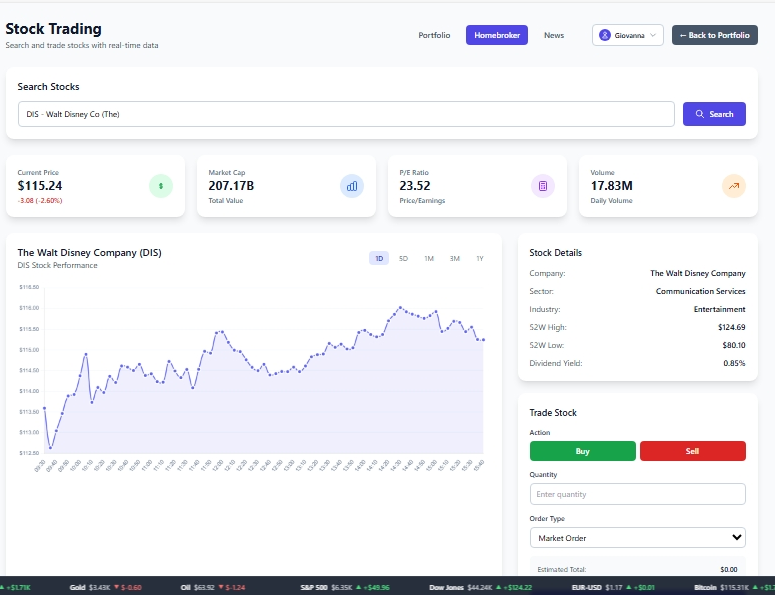 Stock Trading
Search and trade stocks with real-time data
Portfolio Homebroker News Giovanna ← Back to Portfolio
Search Stocks
DIS - Walt Disney Co (The) Search
Current Price
$115.24
-3.08 (-2.60%)
Market Cap
207.17B
Total Value
P/E Ratio
23.52
Price/Earnings
Volume
17.83M
Daily Volume
The Walt Disney Company (DIS)
DIS Stock Performance
1D 5D 1M 3M 1Y
$116.50
$116.00
$115.50
$115.00
$114.50
$114.00
$113.50
$113.00
$112.50
09:30 09:40 09:50 10:00 10:10 10:20 10:30 10:40 10:50 11:00 11:10 11:20 11:30 11:40 11:50 12:00 12:10 12:20 12:30 12:40 12:50 13:00 13:10 13:20 13:30 13:40 13:50 14:00 14:10 14:20 14:30 14:40 14:50 15:00 15:10 15:20 15:30 15:40
Stock Details
Company: The Walt Disney Company
Sector: Communication Services
Industry: Entertainment
52W High: $124.69
52W Low: $80.10
Dividend Yield: 0.85%
Trade Stock
Action
Buy Sell
Quantity
Enter quantity
Order Type
Market Order
Estimated Total: $0.00
▲ +$1.71K Gold $3.43K ▼ $-0.60 Oil $63.92 ▼ $-1.24 S&P 500 $6.35K ▲ +$49.96 Dow Jones $44.24K ▲ +$124.22 EUR-USD $1.17 ▲ +$0.01 Bitcoin $115.31K ▲